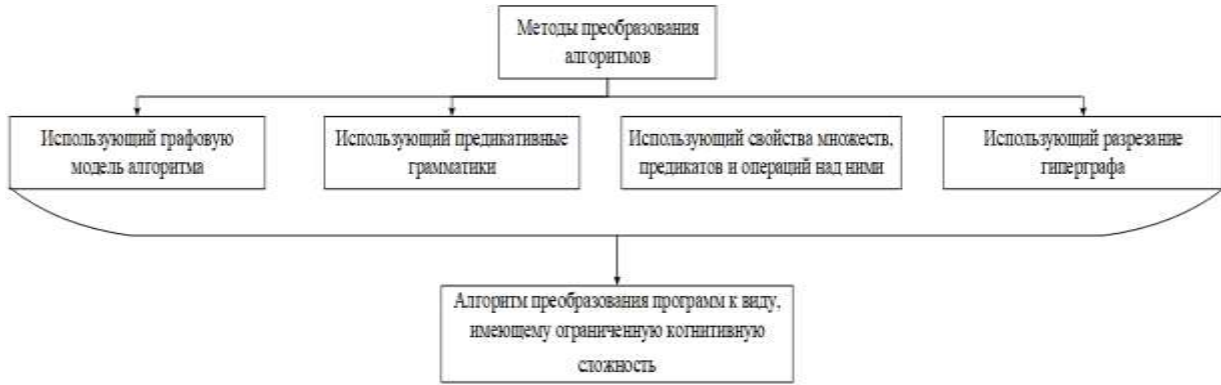 Методы преобразования
алгоритмов
Использующий графовую
модель алгоритма
Использующий предикативные
грамматики
Использующий свойства множеств,
предикатов и операций над ними
Использующий разрезание
гиперграфа
Алгоритм преобразования программ к виду,
имеющему ограниченную когнитивную
сложность